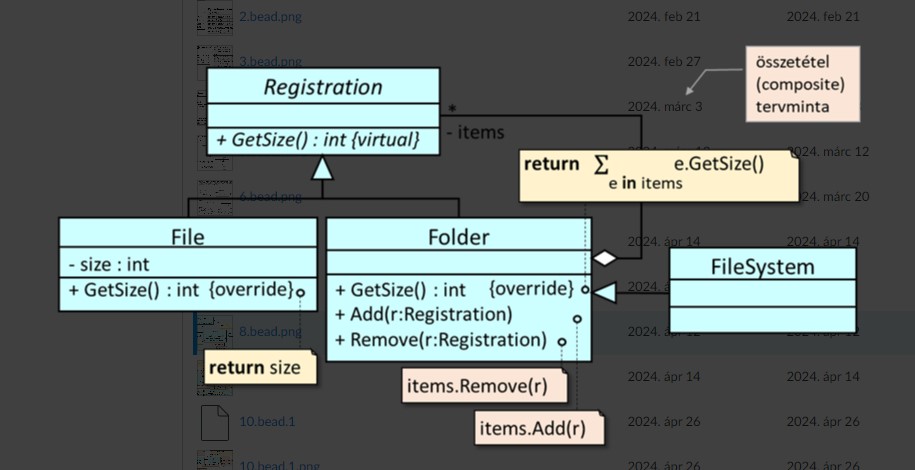 2.bead.png 2024. feb 21 2024. feb 21
3.bead.png 2024. feb 27
összetétel
(composite)
tervminta
Registration
2024. márc 3
*
- items
+ GetSize() : int {virtual}
return Σ e.GetSize()
e in items
márc 12
6.bead.png
márc 20
File
- size : int
+ GetSize() : int {override}
return size
Folder
+ GetSize() : int {override}
+ Add(r:Registration)
+ Remove(r:Registration)
items.Remove(r)
items.Add(r)
2024. ápr 14 2024. ápr 14
FileSystem
8.bead.png
2024. ápr 14 2024. ápr 14
10.bead.1 2024. ápr 26 2024. ápr 26
10.bead.1.png 2024. ápr 26 2024. ápr 26